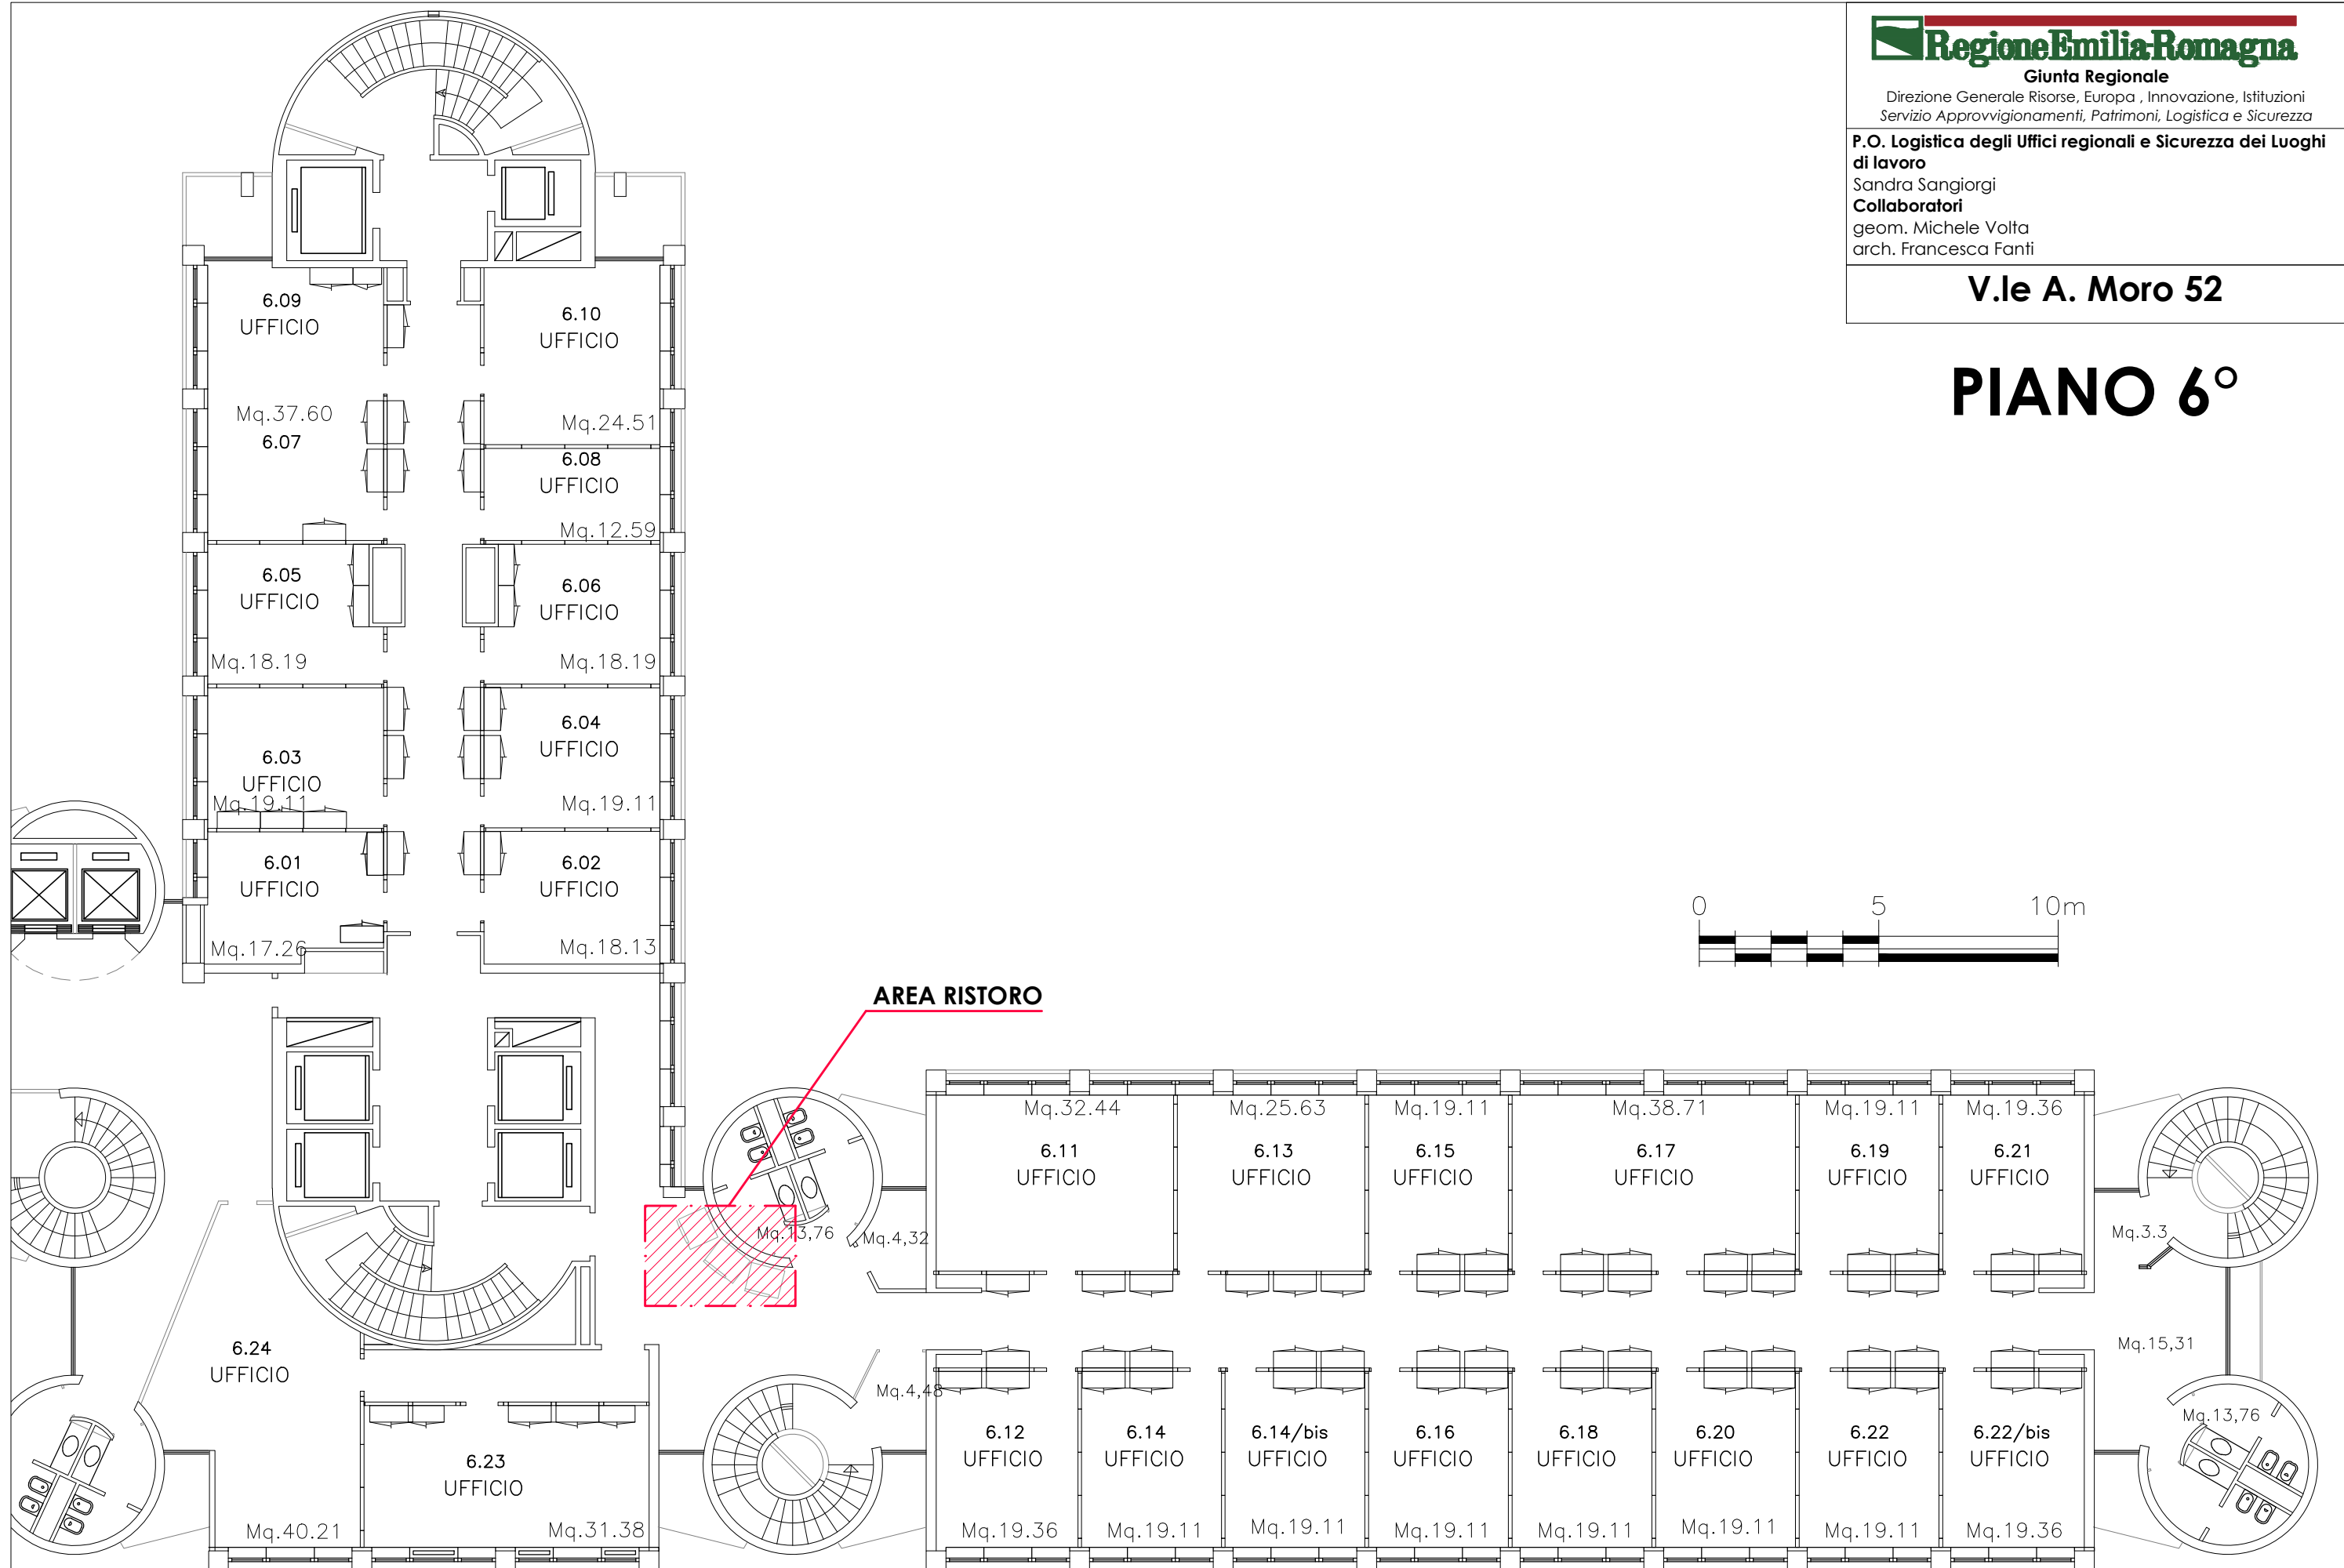 RegioneEmilia-Romagna
Giunta Regionale
Direzione Generale Risorse, Europa , Innovazione, Istituzioni
Servizio Approvvigionamenti, Patrimoni, Logistica e Sicurezza
P.O. Logistica degli Uffici regionali e Sicurezza dei Luoghi
di lavoro
Sandra Sangiorgi
Collaboratori
geom. Michele Volta
arch. Francesca Fanti
V.le A. Moro 52
PIANO 6°
6.09
UFFICIO
Mq.37.60
6.07
6.10
UFFICIO
Mq.24.51
6.08
UFFICIO
Mq.12.59
6.05
UFFICIO
Mq.18.19
6.06
UFFICIO
Mq.18.19
6.03
UFFICIO
Mq.19.11
6.04
UFFICIO
Mq.19.11
6.01
UFFICIO
Mq.17.26
6.02
UFFICIO
Mq.18.13
0 5 10m
AREA RISTORO
Mq.13,76
Mq.4,32
Mq.32.44
6.11
UFFICIO
Mq.25.63
6.13
UFFICIO
Mq.19.11
6.15
UFFICIO
Mq.38.71
6.17
UFFICIO
Mq.19.11
6.19
UFFICIO
Mq.19.36
6.21
UFFICIO
Mq.3.3
Mq.15,31
Mq.13,76
6.24
UFFICIO
Mq.40.21
6.23
UFFICIO
Mq.31.38
Mq.4,48
6.12
UFFICIO
Mq.19.36
6.14
UFFICIO
Mq.19.11
6.14/bis
UFFICIO
Mq.19.11
6.16
UFFICIO
Mq.19.11
6.18
UFFICIO
Mq.19.11
6.20
UFFICIO
Mq.19.11
6.22
UFFICIO
Mq.19.11
6.22/bis
UFFICIO
Mq.19.36